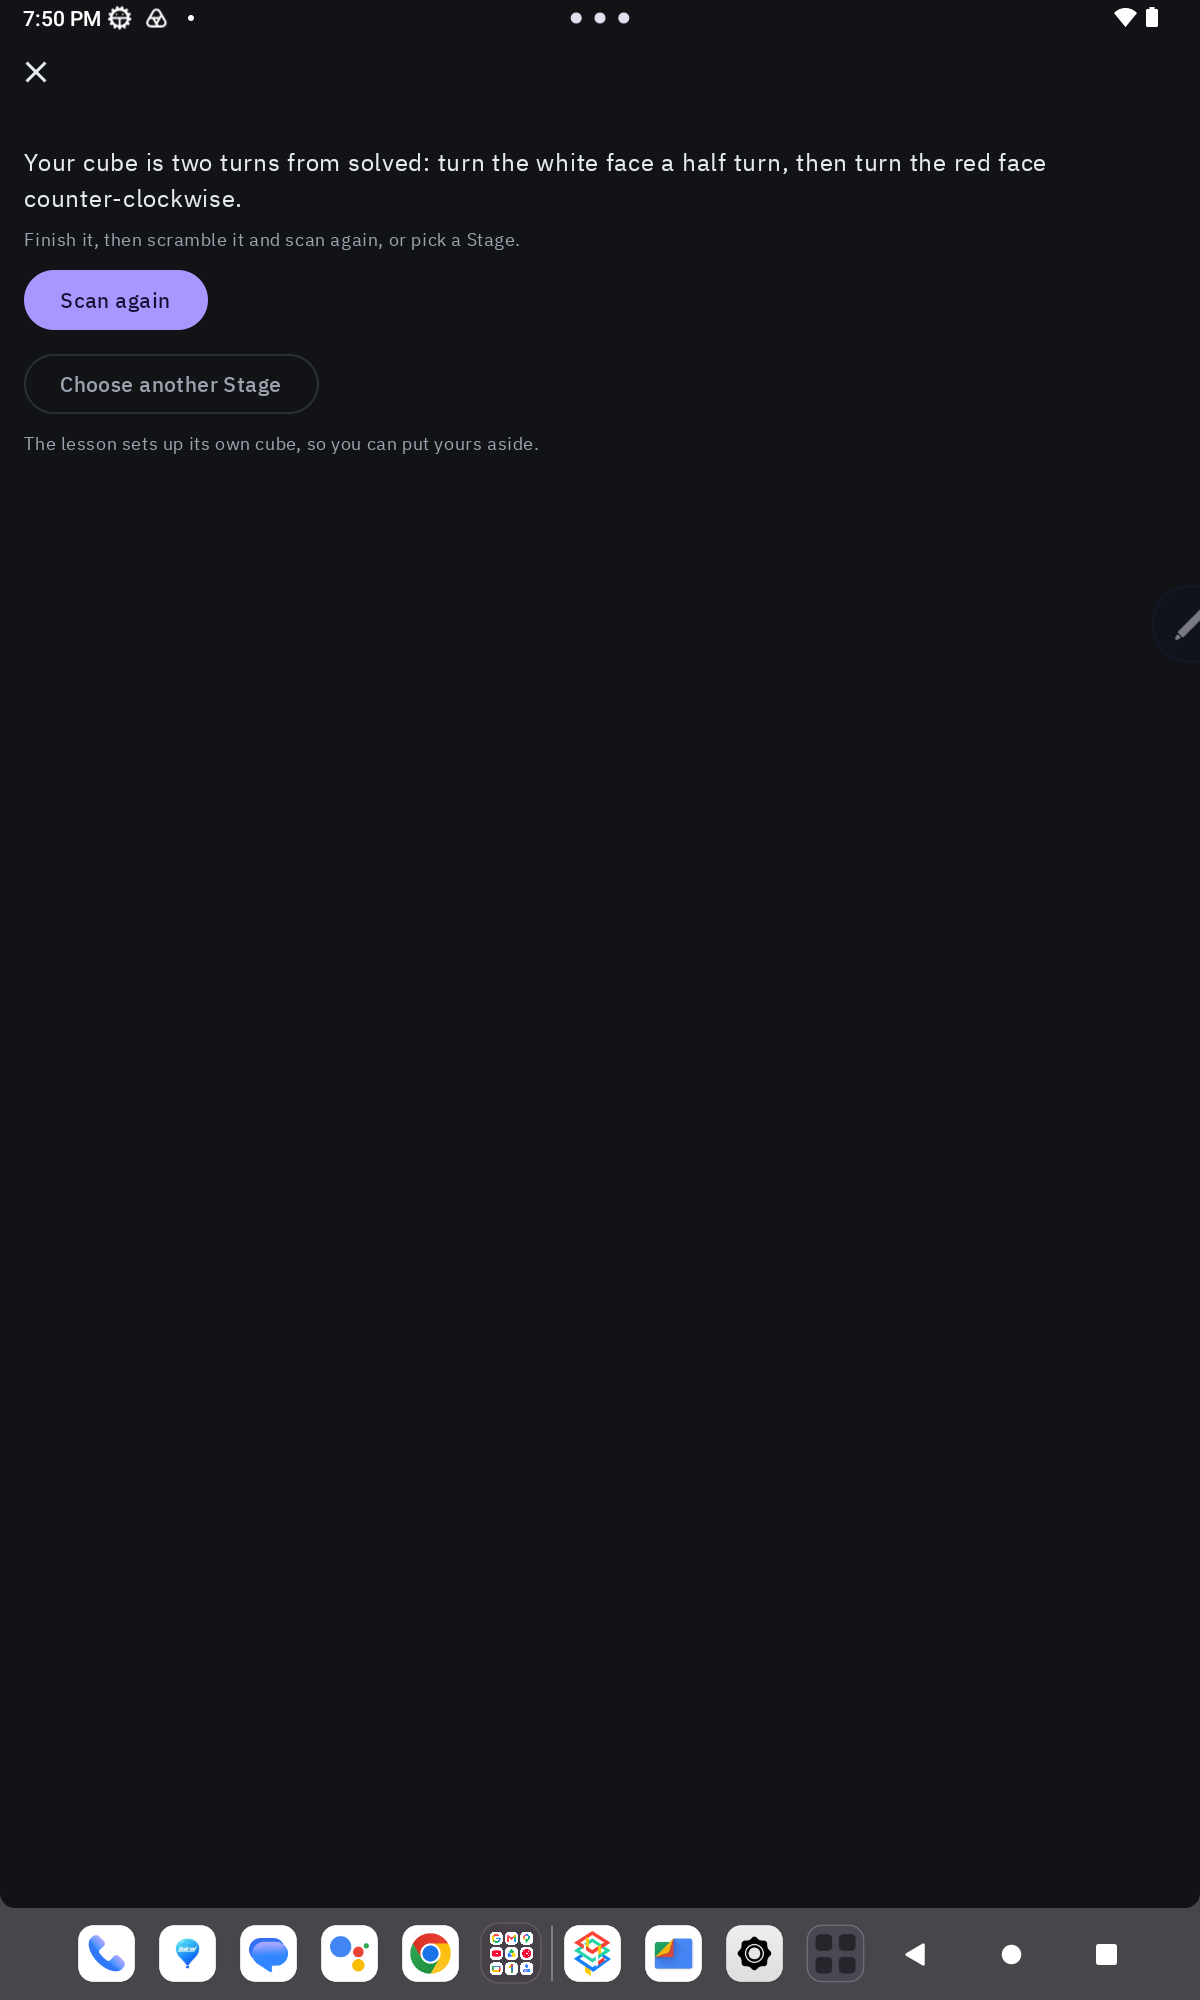 7:50 PM
Your cube is two turns from solved: turn the white face a half turn, then turn the red face
counter-clockwise.
Finish it, then scramble it and scan again, or pick a Stage.
Scan again
Choose another Stage
The lesson sets up its own cube, so you can put yours aside.